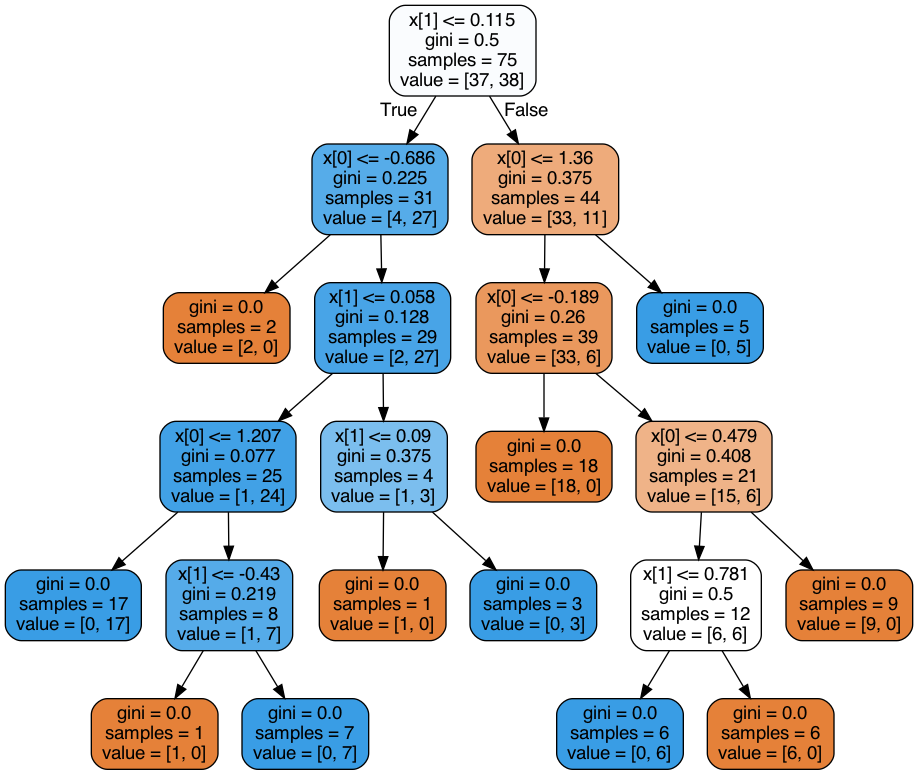 x[1] <= 0.115
gini = 0.5
samples = 75
value = [37, 38]
True
False
x[0] <= -0.686
gini = 0.225
samples = 31
value = [4, 27]
x[0] <= 1.36
gini = 0.375
samples = 44
value = [33, 11]
gini = 0.0
samples = 2
value = [2, 0]
x[1] <= 0.058
gini = 0.128
samples = 29
value = [2, 27]
x[0] <= -0.189
gini = 0.26
samples = 39
value = [33, 6]
gini = 0.0
samples = 5
value = [0, 5]
x[0] <= 1.207
gini = 0.077
samples = 25
value = [1, 24]
x[1] <= 0.09
gini = 0.375
samples = 4
value = [1, 3]
gini = 0.0
samples = 18
value = [18, 0]
x[0] <= 0.479
gini = 0.408
samples = 21
value = [15, 6]
gini = 0.0
samples = 17
value = [0, 17]
x[1] <= -0.43
gini = 0.219
samples = 8
value = [1, 7]
gini = 0.0
samples = 1
value = [1, 0]
gini = 0.0
samples = 3
value = [0, 3]
x[1] <= 0.781
gini = 0.5
samples = 12
value = [6, 6]
gini = 0.0
samples = 9
value = [9, 0]
gini = 0.0
samples = 1
value = [1, 0]
gini = 0.0
samples = 7
value = [0, 7]
gini = 0.0
samples = 6
value = [0, 6]
gini = 0.0
samples = 6
value = [6, 0]